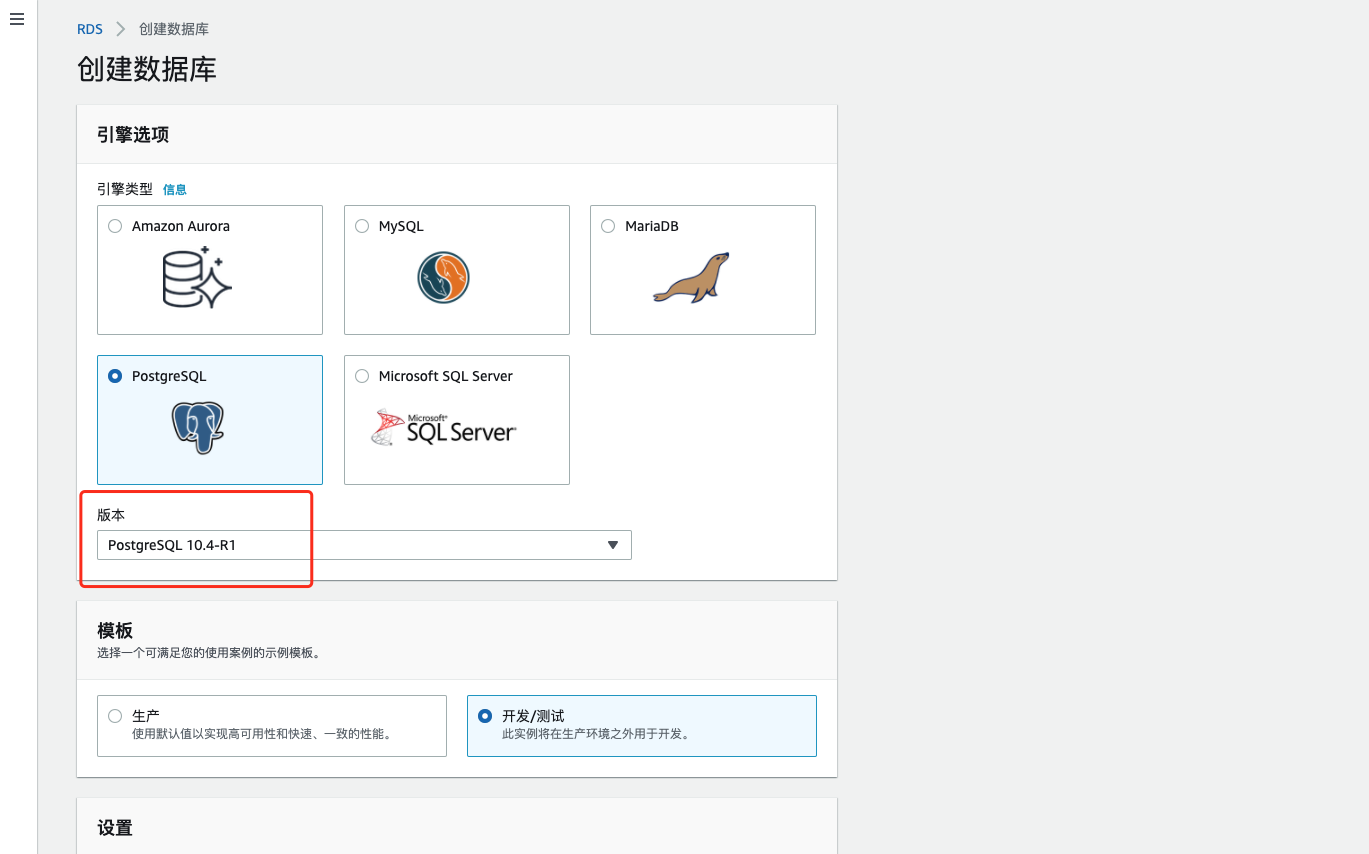 RDS
创建数据库
创建数据库
引擎选项
引擎类型 信息
Amazon Aurora
MySQL
MariaDB
PostgreSQL
Microsoft SQL Server
Microsoft®
SQL Server®
版本
PostgreSQL 10.4-R1
模板
选择一个可满足您的使用案例的示例模板。
生产
使用默认值以实现高可用性和快速、一致的性能。
开发/测试
此实例将在生产环境之外用于开发。
设置